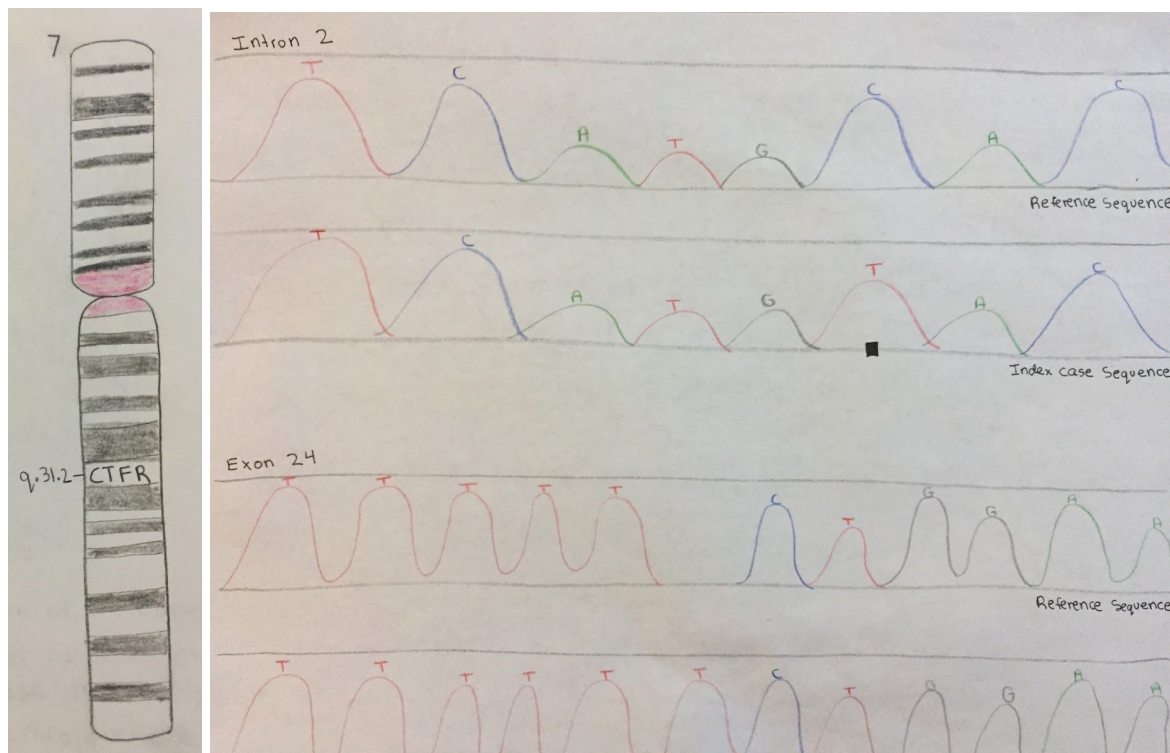 7
q.31.2 CTFR
Intron 2
T C A T G C A C
Reference Sequence
T C A T G T A C
Index case Sequence
Exon 24
T T T T T C T G G A A
Reference Sequence
T T T T T T C T G G A A